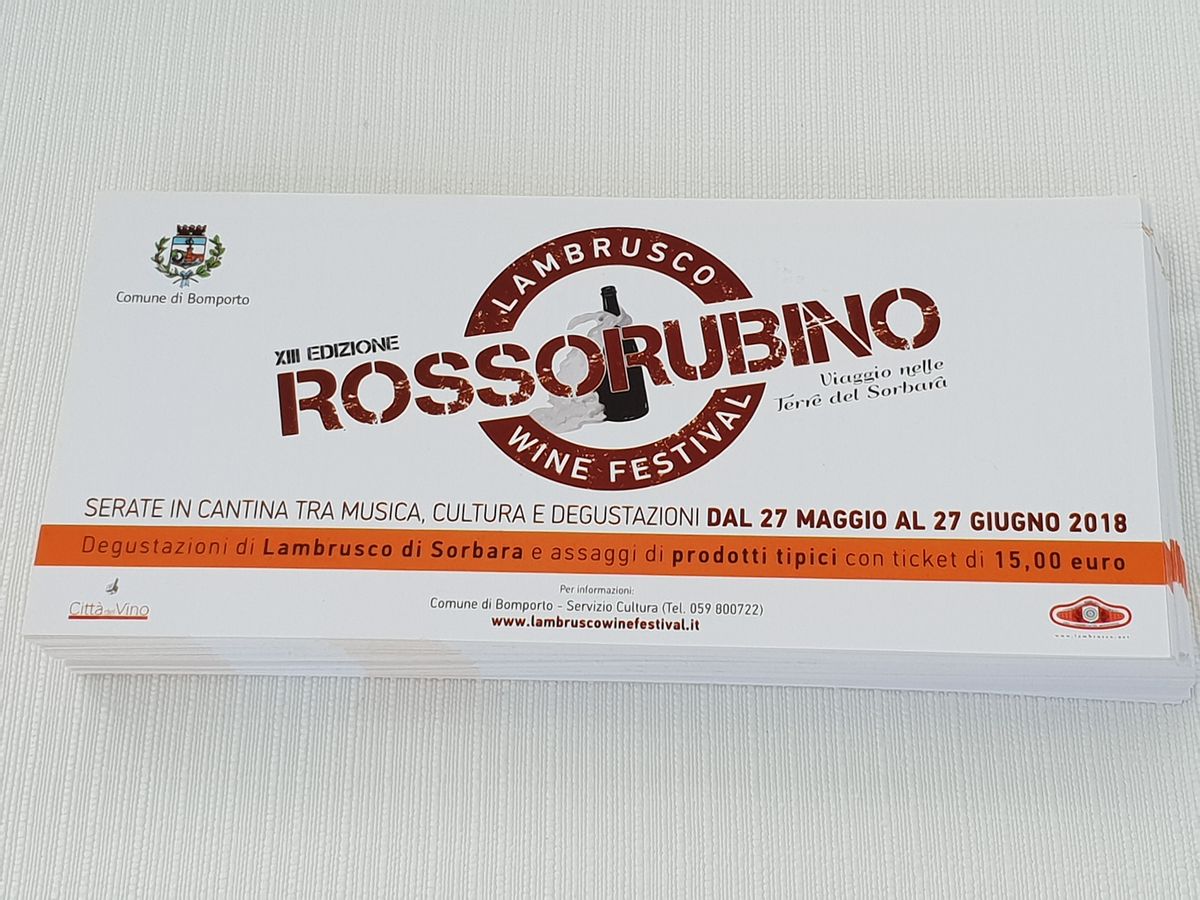 Comune di Bomporto
LAMBRUSCO
XIII EDIZIONE
ROSSORUBINO
Viaggio nelle
Terre del Sorbara
WINE FESTIVAL
SERATE IN CANTINA TRA MUSICA, CULTURA E DEGUSTAZIONI DAL 27 MAGGIO AL 27 GIUGNO 2018
Degustazioni di Lambrusco di Sorbara e assaggi di prodotti tipici con ticket di 15,00 euro
Città del Vino
Per informazioni:
Comune di Bomporto - Servizio Cultura (Tel. 059 800722)
www.lambruscowinefestival.it
www.lambrusco.net